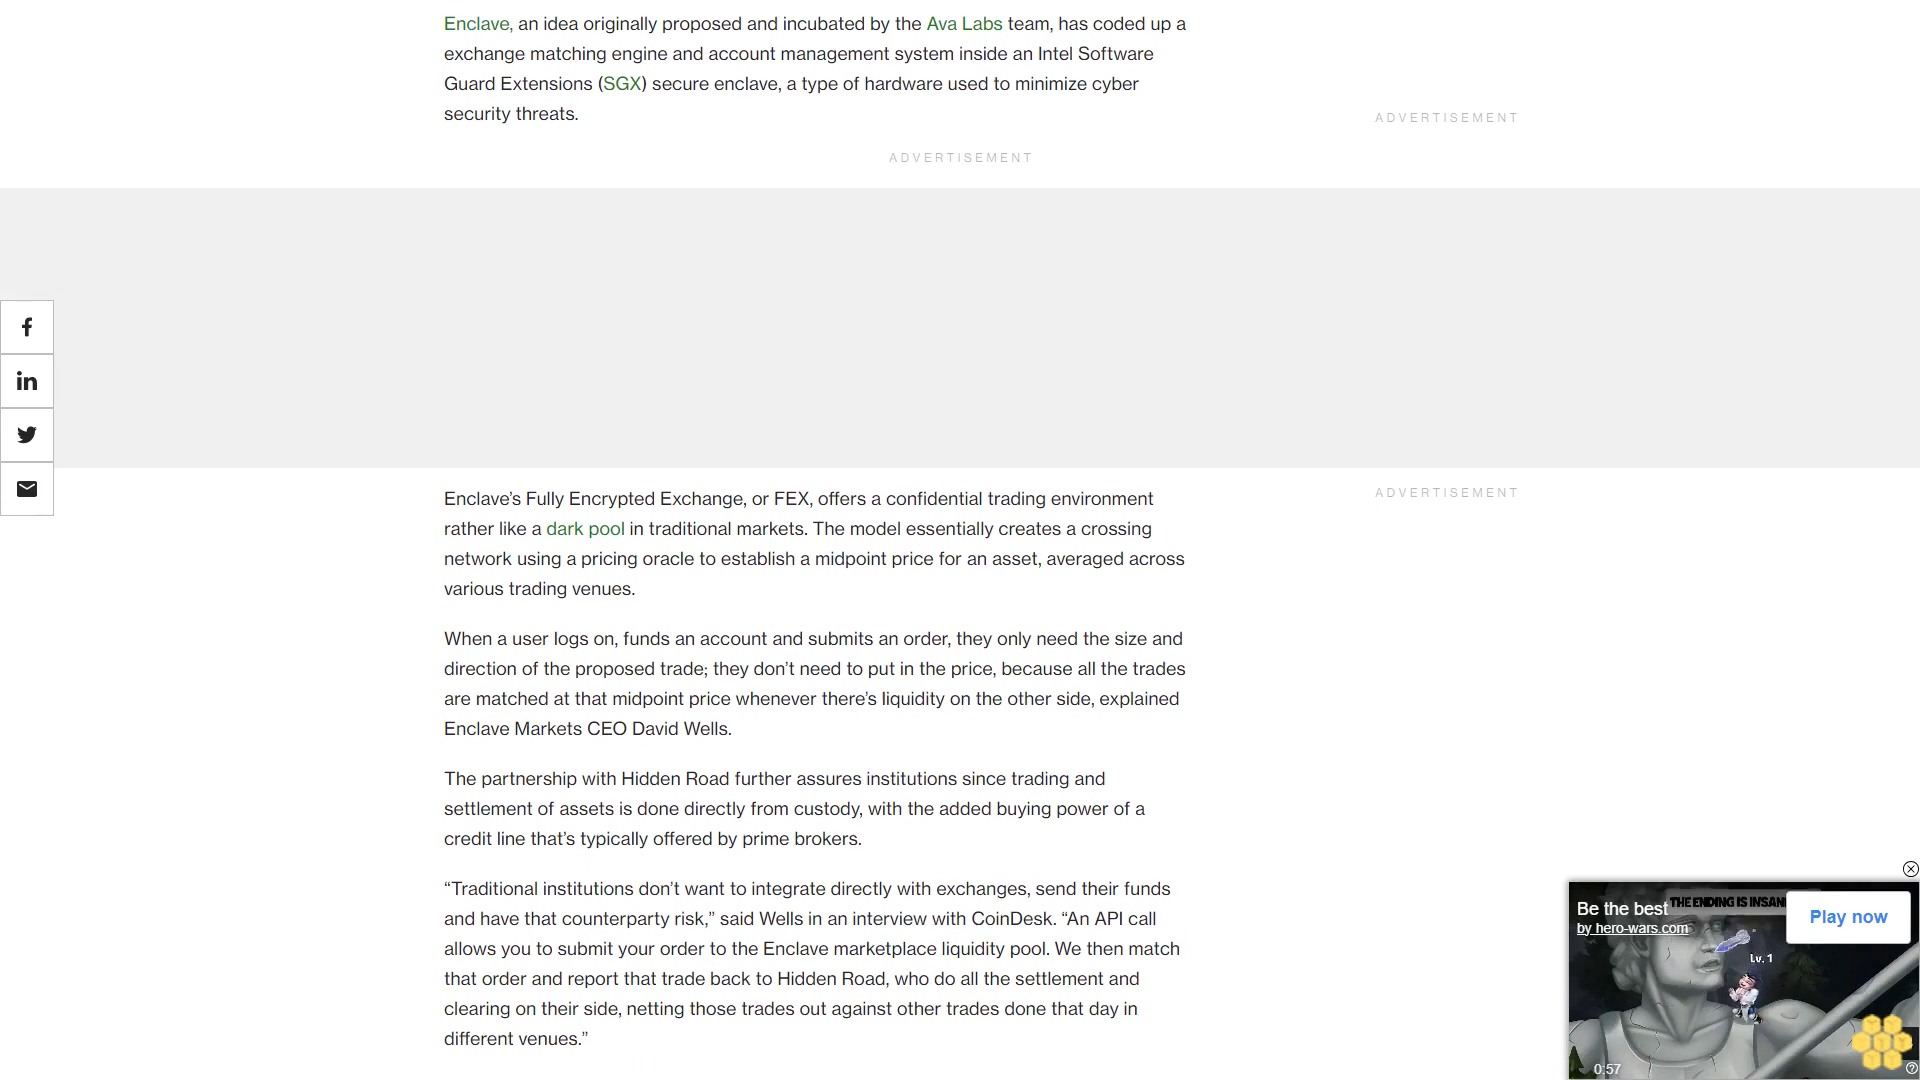 Enclave, an idea originally proposed and incubated by the Ava Labs team, has coded up a
exchange matching engine and account management system inside an Intel Software
Guard Extensions (SGX) secure enclave, a type of hardware used to minimize cyber
security threats.
ADVERTISEMENT
ADVERTISEMENT
Enclave’s Fully Encrypted Exchange, or FEX, offers a confidential trading environment
rather like a dark pool in traditional markets. The model essentially creates a crossing
network using a pricing oracle to establish a midpoint price for an asset, averaged across
various trading venues.
ADVERTISEMENT
When a user logs on, funds an account and submits an order, they only need the size and
direction of the proposed trade; they don’t need to put in the price, because all the trades
are matched at that midpoint price whenever there’s liquidity on the other side, explained
Enclave Markets CEO David Wells.
The partnership with Hidden Road further assures institutions since trading and
settlement of assets is done directly from custody, with the added buying power of a
credit line that’s typically offered by prime brokers.
“Traditional institutions don’t want to integrate directly with exchanges, send their funds
and have that counterparty risk,” said Wells in an interview with CoinDesk. “An API call
allows you to submit your order to the Enclave marketplace liquidity pool. We then match
that order and report that trade back to Hidden Road, who do all the settlement and
clearing on their side, netting those trades out against other trades done that day in
different venues.”
Be the best
by hero-wars.com
THE ENDING IS INSAN
Play now
Lv. 1
0:57